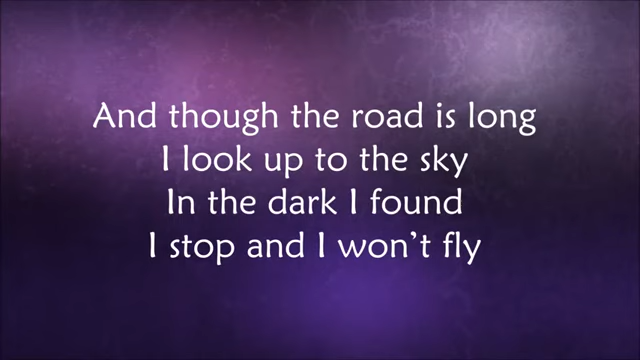 And though the road is long
I look up to the sky
In the dark I found
I stop and I won't fly